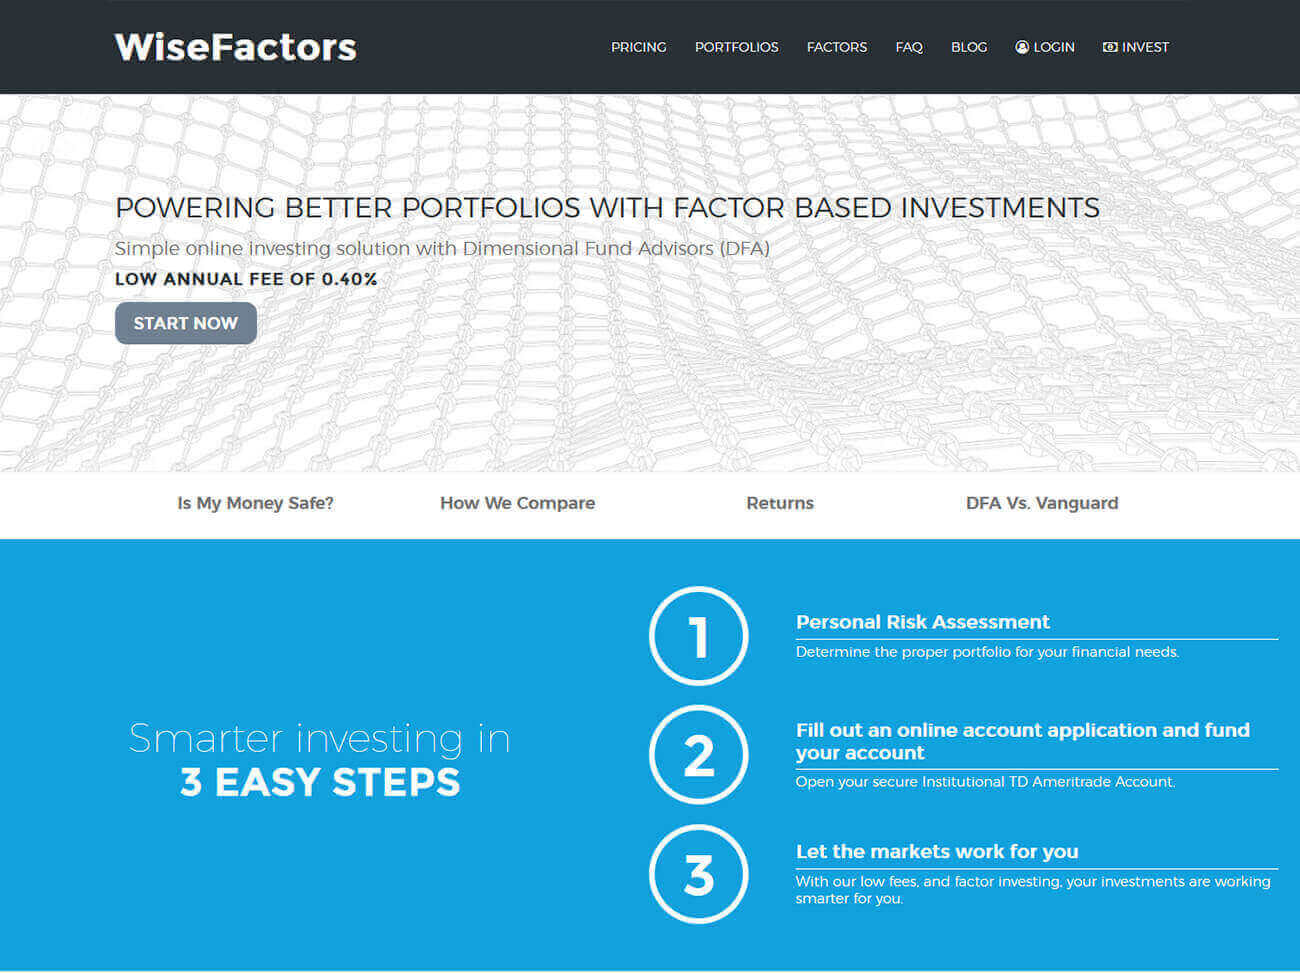 WiseFactors
PRICING PORTFOLIOS FACTORS FAQ BLOG LOGIN INVEST
POWERING BETTER PORTFOLIOS WITH FACTOR BASED INVESTMENTS
Simple online investing solution with Dimensional Fund Advisors (DFA)
LOW ANNUAL FEE OF 0.40%
START NOW
Is My Money Safe? How We Compare Returns DFA Vs. Vanguard
Smarter investing in
3 EASY STEPS
1
Personal Risk Assessment
Determine the proper portfolio for your financial needs.
2
Fill out an online account application and fund
your account
Open your secure Institutional TD Ameritrade Account.
3
Let the markets work for you
With our low fees, and factor investing, your investments are working
smarter for you.